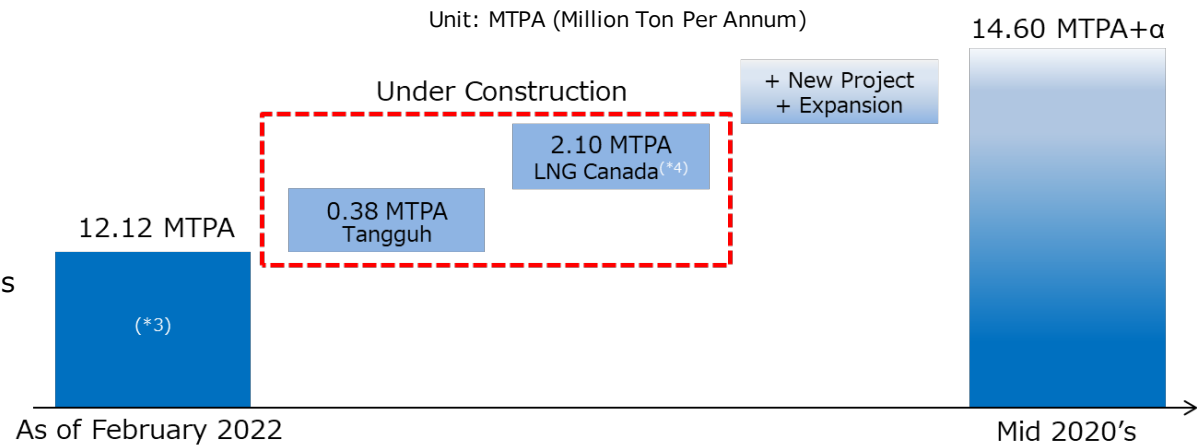 Unit: MTPA (Million Ton Per Annum)
14.60 MTPA+α
Under Construction
+ New Project
+ Expansion
2.10 MTPA
LNG Canada(*4)
0.38 MTPA
Tangguh
12.12 MTPA
s
(*3)
As of February 2022
Mid 2020’s